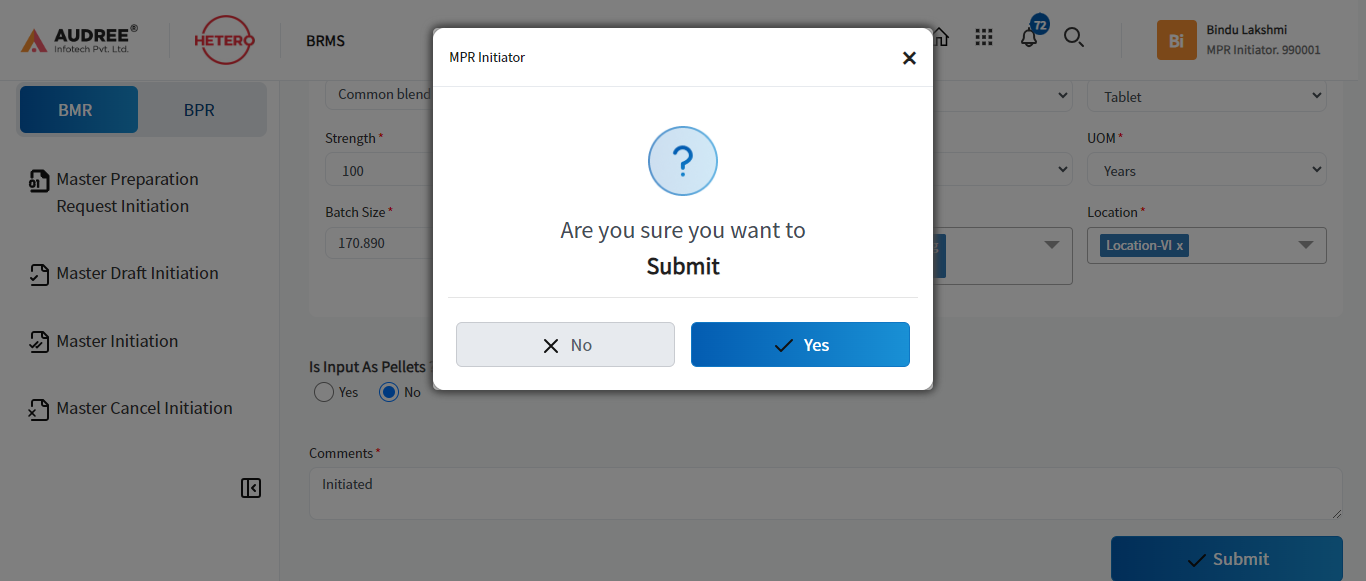 AUDREE®
Infotech Pvt. Ltd.
HETERO
BRMS
72
Bi
Bindu Lakshmi
MPR Initiator. 990001
BMR
BPR
Master Preparation
Request Initiation
Master Draft Initiation
Master Initiation
Master Cancel Initiation
MPR Initiator
×
?
Are you sure you want to
Submit
No
Yes
Common blend
Tablet
Strength *
UOM *
100
Years
Batch Size *
Location *
170.890
Location-VI x
Is Input As Pellets
Yes
No
Comments *
Initiated
Submit